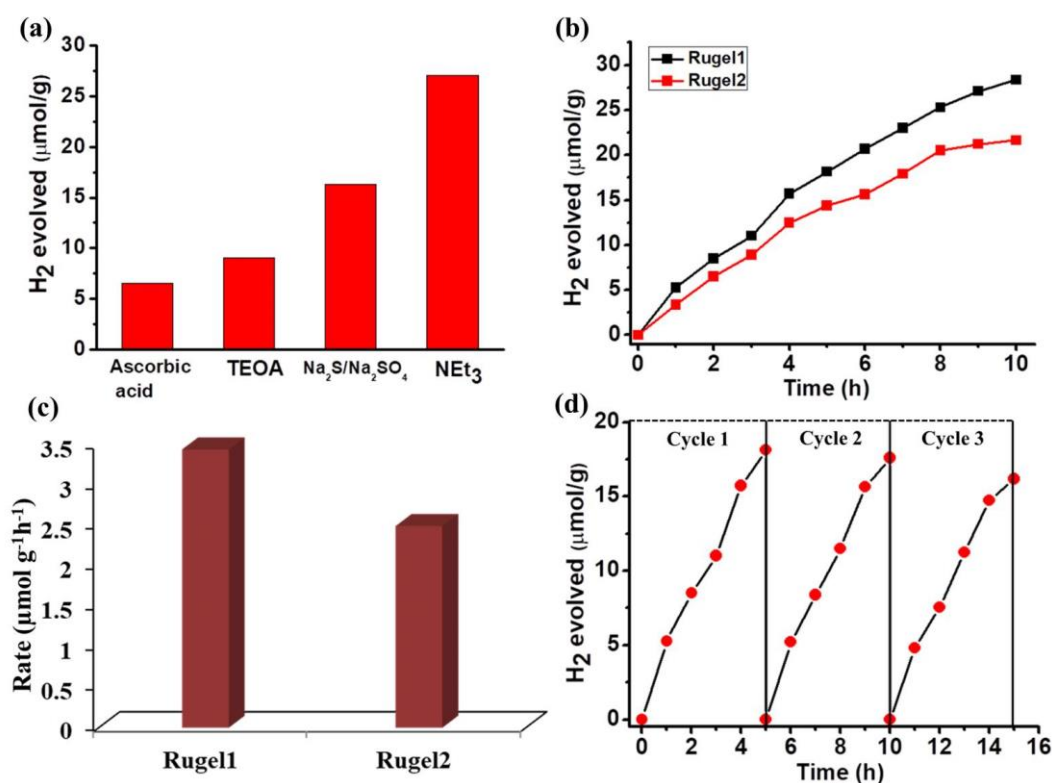 (a)
30
25
20
15
10
5
0
H2 evolved (μmol/g)
Ascorbic
acid
TEOA
Na2S/Na2SO4
NEt3
(b)
30
25
20
15
10
5
0
H2 evolved (μmol/g)
Rugel1
Rugel2
0 2 4 6 8 10
Time (h)
(c)
3.5
3
2.5
2
1.5
1
0.5
0
Rate (μmol g-1h-1)
Rugel1 Rugel2
(d)
20
15
10
5
0
H2 evolved (μmol/g)
Cycle 1 Cycle 2 Cycle 3
0 2 4 6 8 10 12 14 16
Time (h)